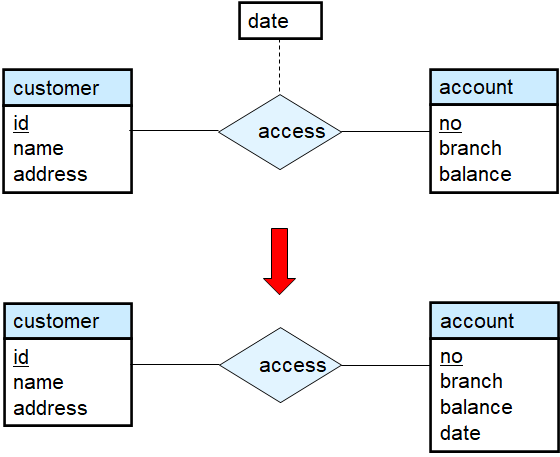 date
customer
id
name
address
access
account
no
branch
balance
customer
id
name
address
access
account
no
branch
balance
date